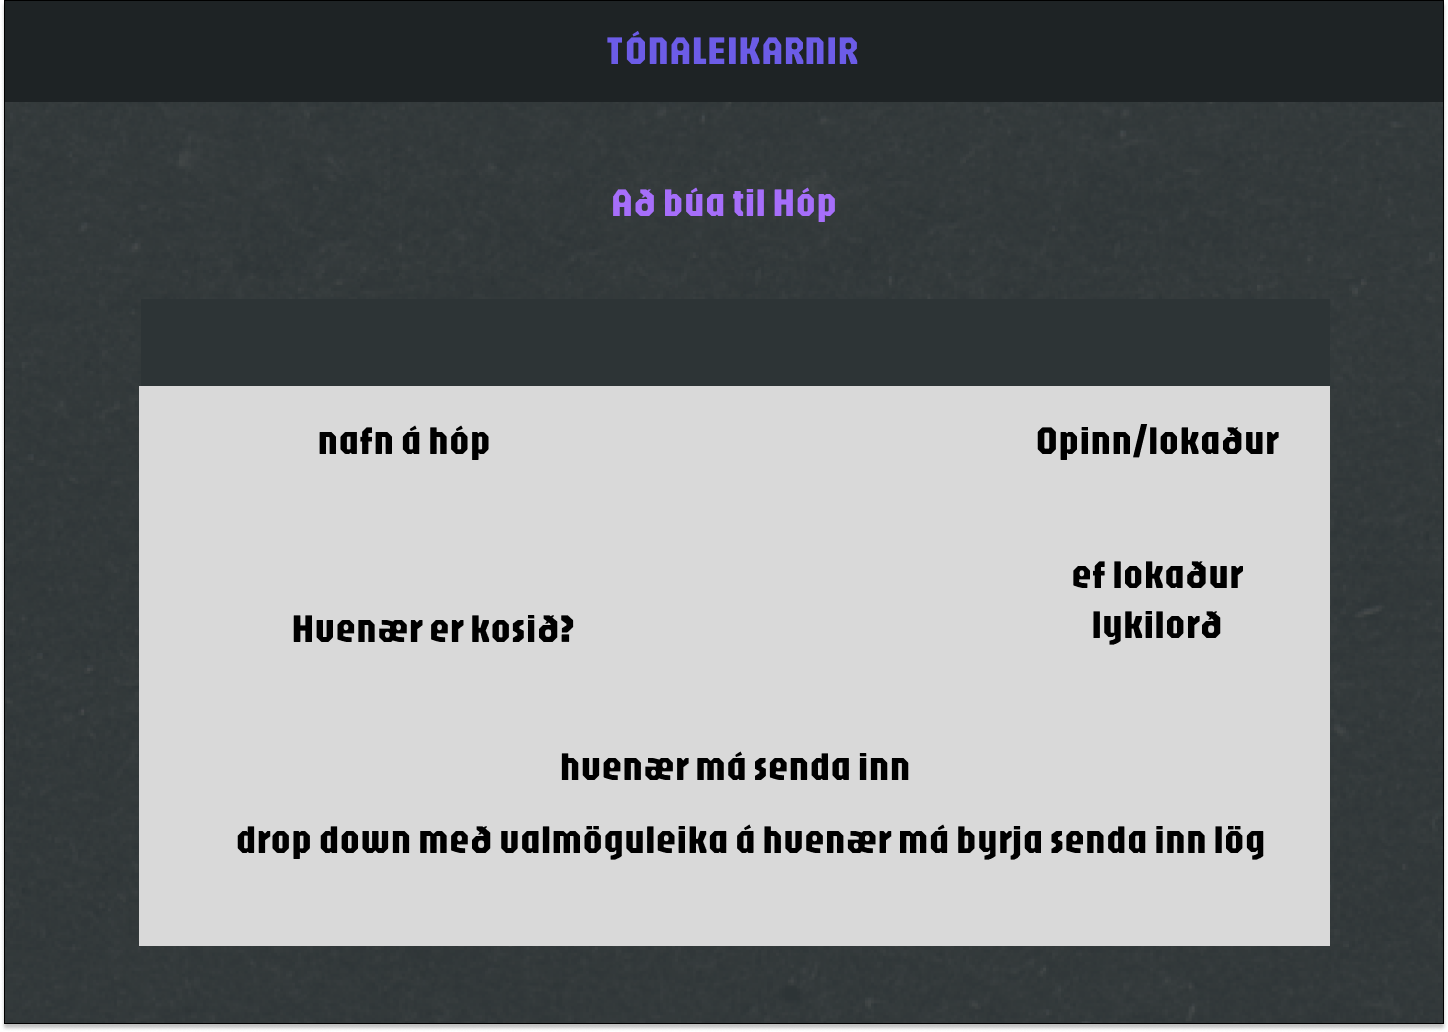 TÓNALEIKARNIR
Að búa til Hóp
nafn á hóp
Opinn/lokaður
ef lokaður
lykilorð
Hvenær er kosið?
hvenær má senda inn
drop down með valmöguleika á hvenær má byrja senda inn lög